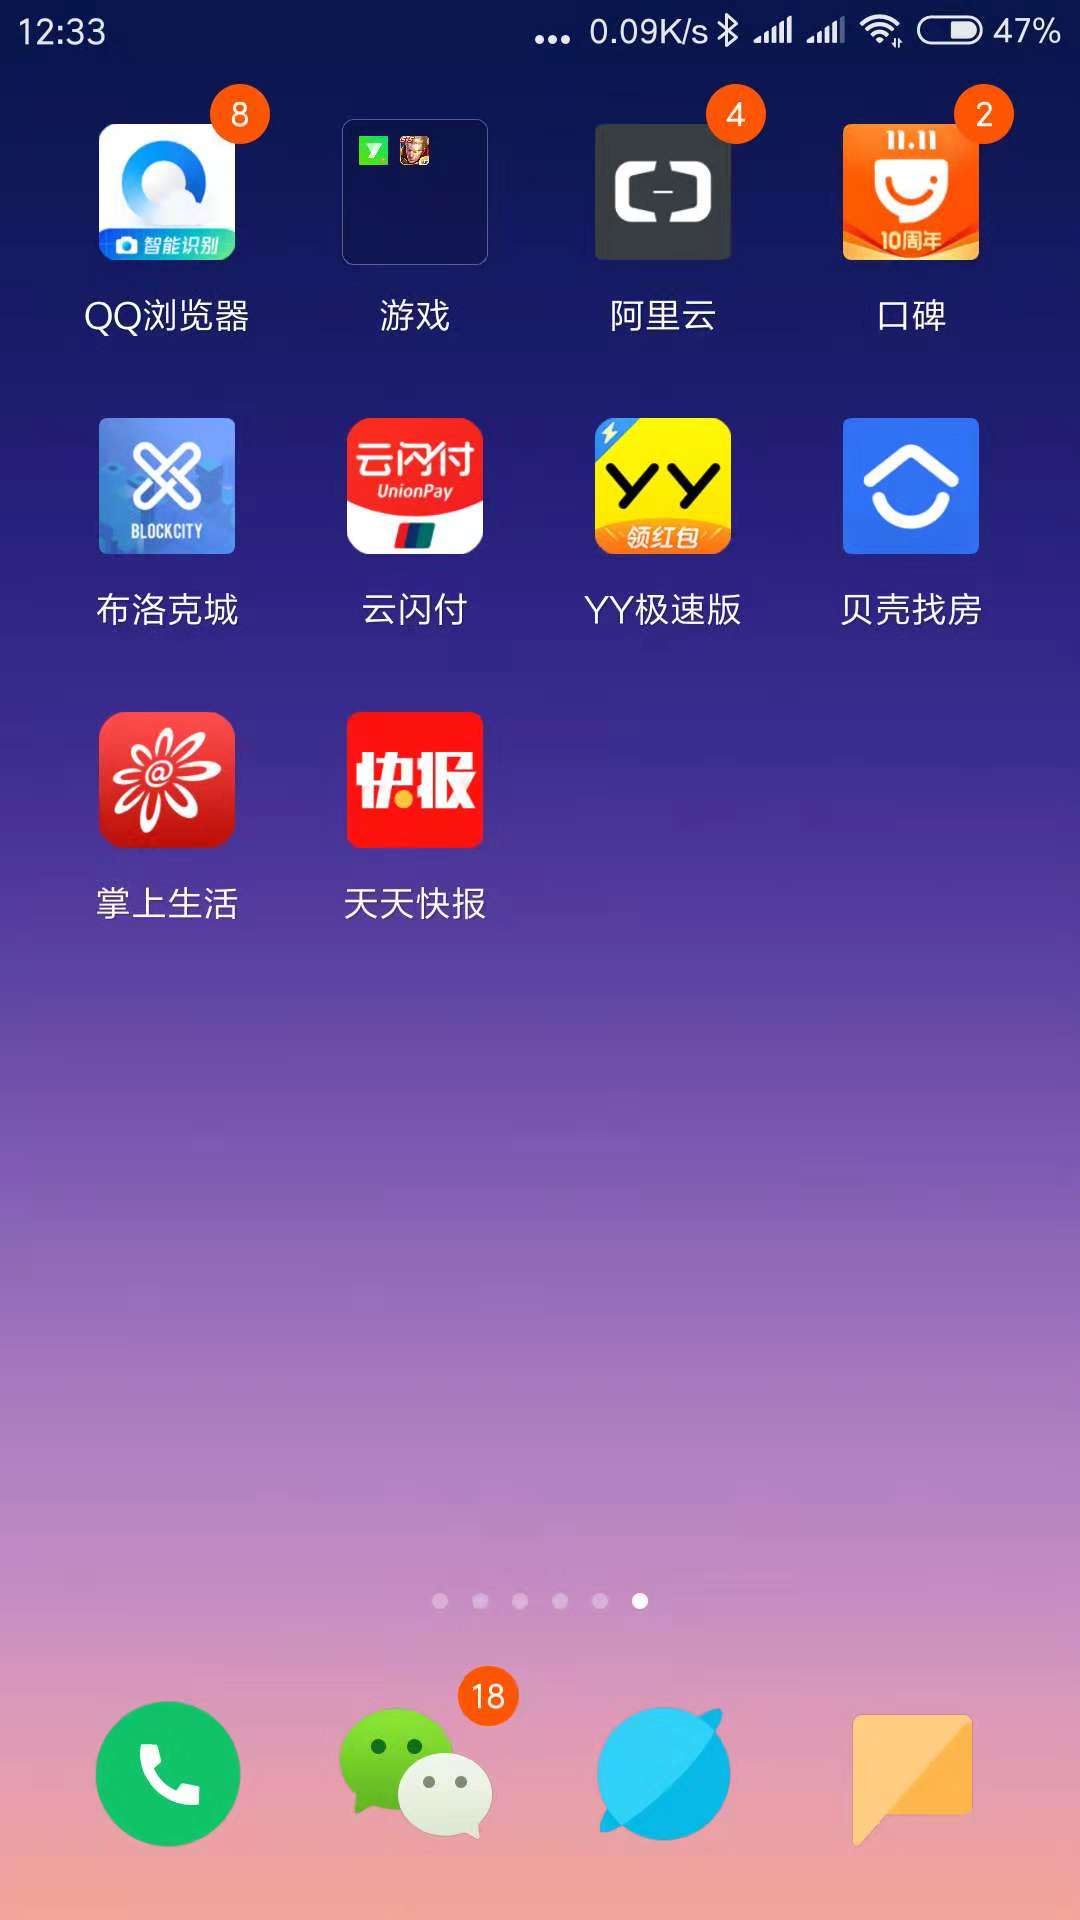 12:33
... 0.09K/s 47%
8
4
2
11.11
智能识别
10周年
QQ浏览器
游戏
阿里云
口碑
BLOCKCITY
云闪付
UnionPay
YY
领红包
布洛克城
云闪付
YY极速版
贝壳找房
@
快报
掌上生活
天天快报
18